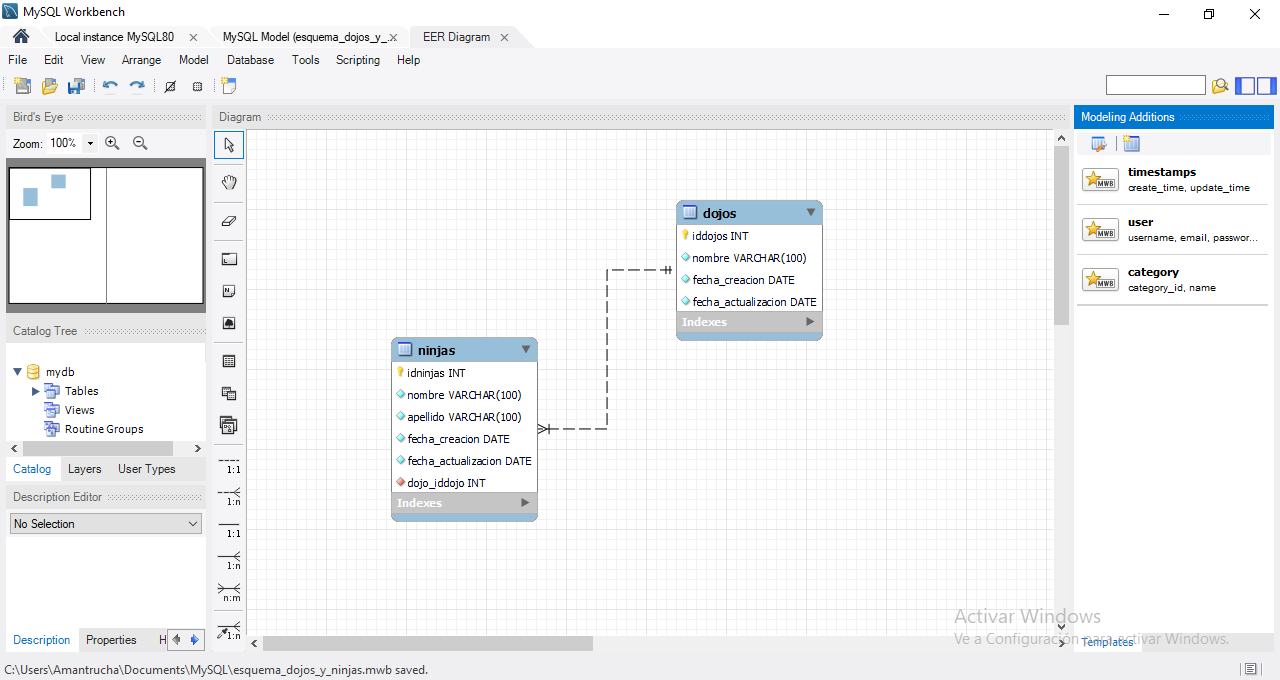 MySQL Workbench
Local instance MySQL80
MySQL Model (esquema_dojos_y_...
EER Diagram
File Edit View Arrange Model Database Tools Scripting Help
Bird's Eye
Zoom: 100%
Catalog Tree
mydb
Tables
Views
Routine Groups
Catalog Layers User Types
Description Editor
No Selection
Description Properties H
Diagram
1:1
1:n
1:1
1:n
n:m
1:n
dojos
iddojos INT
nombre VARCHAR(100)
fecha_creacion DATE
fecha_actualizacion DATE
Indexes
ninjas
idninjas INT
nombre VARCHAR(100)
apellido VARCHAR(100)
fecha_creacion DATE
fecha_actualizacion DATE
dojo_iddojo INT
Indexes
Modeling Additions
MWB
timestamps
create_time, update_time
MWB
user
username, email, passwor...
MWB
category
category_id, name
Activar Windows
Ve a Configuración para activar Windows.
Templates
C:\Users\Amantrucha\Documents\MySQL\esquema_dojos_y_ninjas.mwb saved.